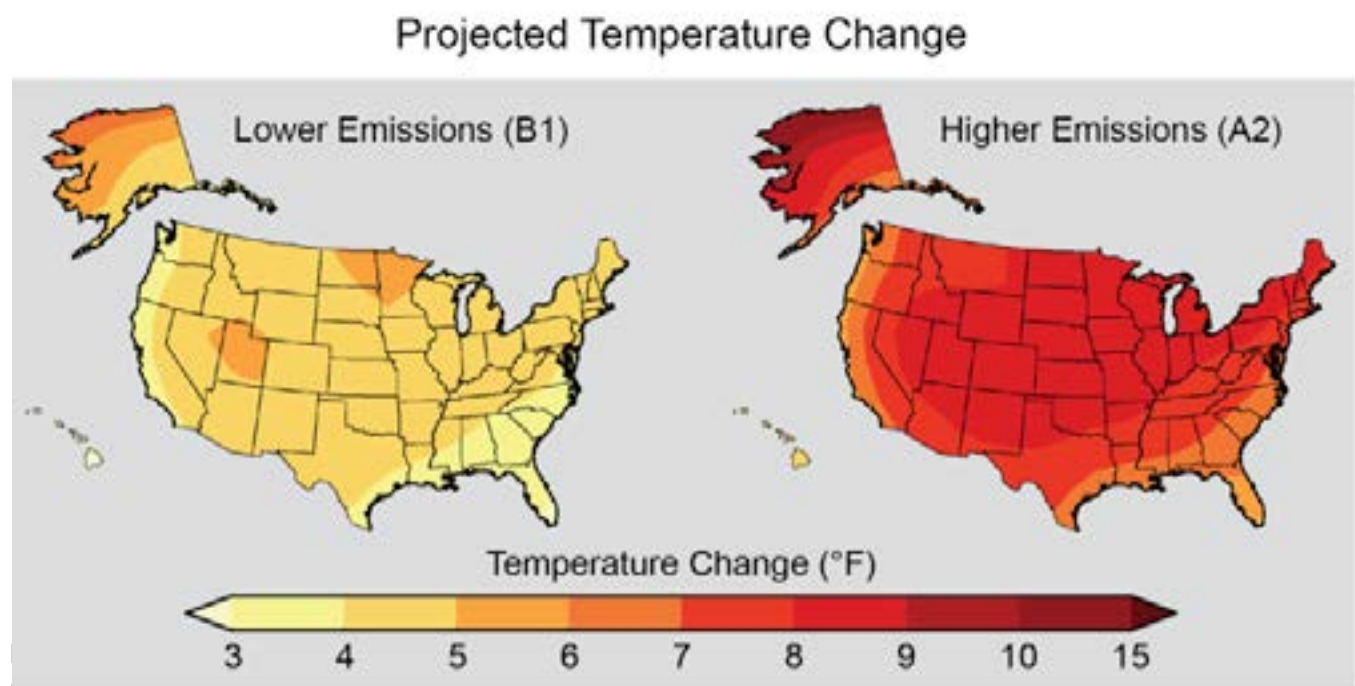 Projected Temperature Change
Lower Emissions (B1)
Higher Emissions (A2)
Temperature Change (°F)
3 4 5 6 7 8 9 10 15